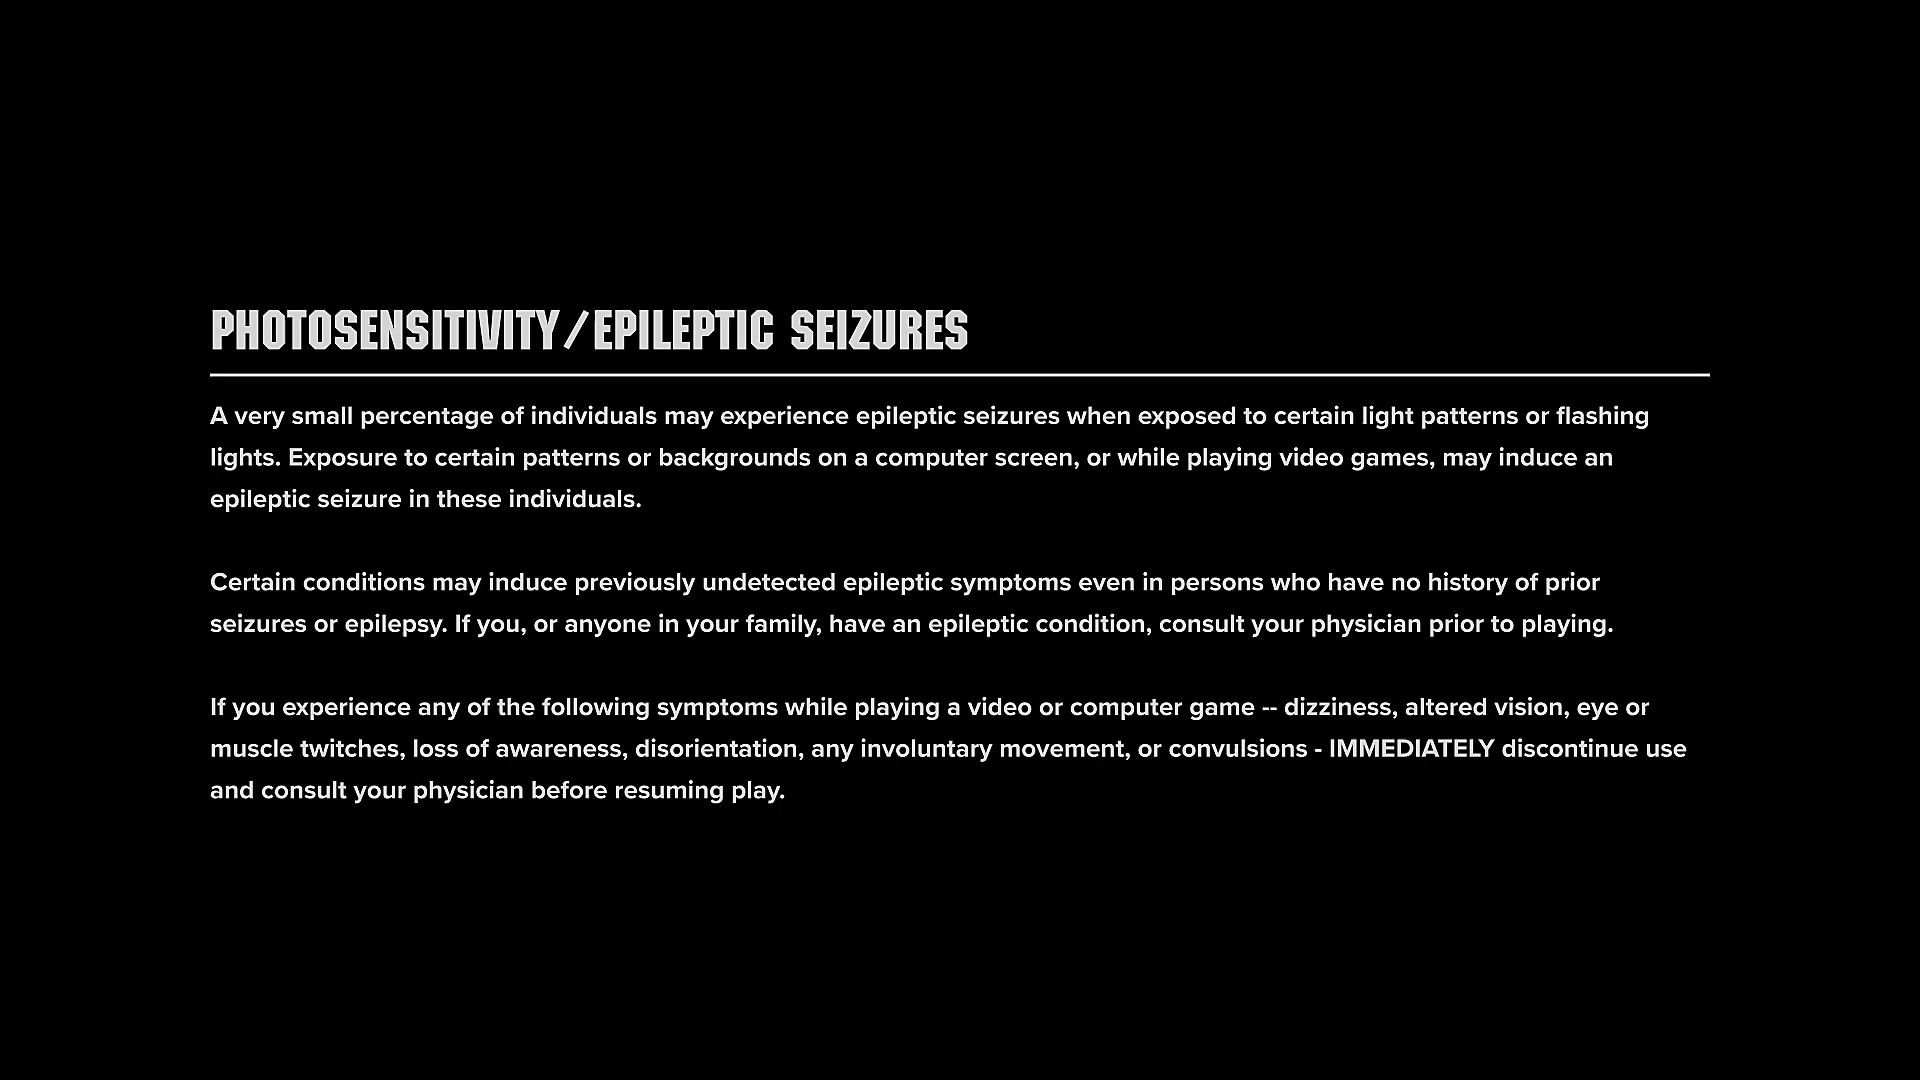 PHOTOSENSITIVITY/EPILEPTIC SEIZURES
A very small percentage of individuals may experience epileptic seizures when exposed to certain light patterns or flashing
lights. Exposure to certain patterns or backgrounds on a computer screen, or while playing video games, may induce an
epileptic seizure in these individuals.
Certain conditions may induce previously undetected epileptic symptoms even in persons who have no history of prior
seizures or epilepsy. If you, or anyone in your family, have an epileptic condition, consult your physician prior to playing.
If you experience any of the following symptoms while playing a video or computer game -- dizziness, altered vision, eye or
muscle twitches, loss of awareness, disorientation, any involuntary movement, or convulsions - IMMEDIATELY discontinue use
and consult your physician before resuming play.